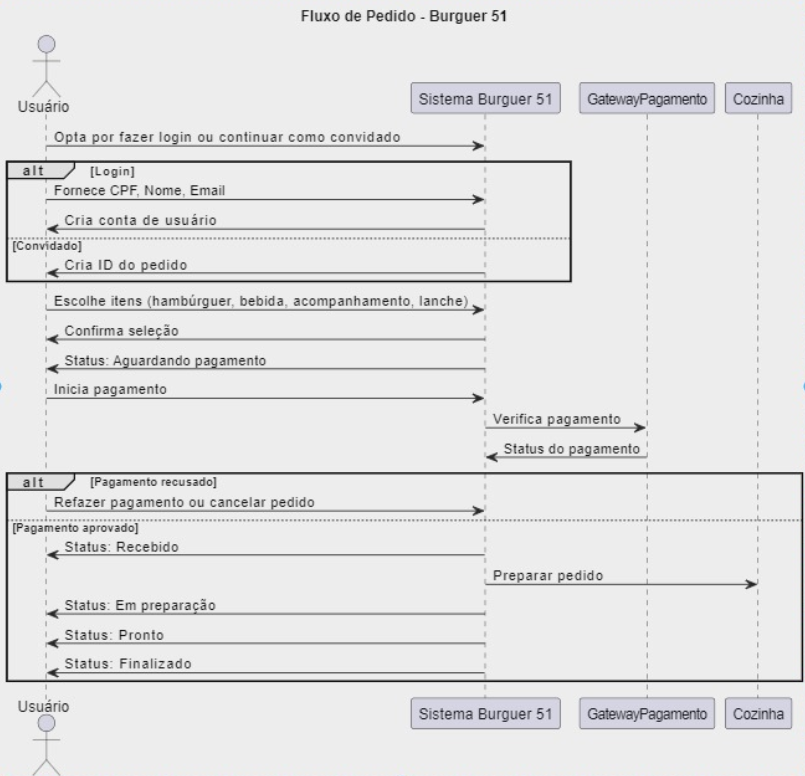 Fluxo de Pedido - Burguer 51
Usuário
Sistema Burguer 51
GatewayPagamento
Cozinha
Opta por fazer login ou continuar como convidado
alt
[Login]
Fornece CPF, Nome, Email
Cria conta de usuário
[Convidado]
Cria ID do pedido
Escolhe itens (hambúrguer, bebida, acompanhamento, lanche)
Confirma seleção
Status: Aguardando pagamento
Inicia pagamento
Verifica pagamento
Status do pagamento
alt
[Pagamento recusado]
Refazer pagamento ou cancelar pedido
[Pagamento aprovado]
Status: Recebido
Preparar pedido
Status: Em preparação
Status: Pronto
Status: Finalizado
Usuário
Sistema Burguer 51
GatewayPagamento
Cozinha